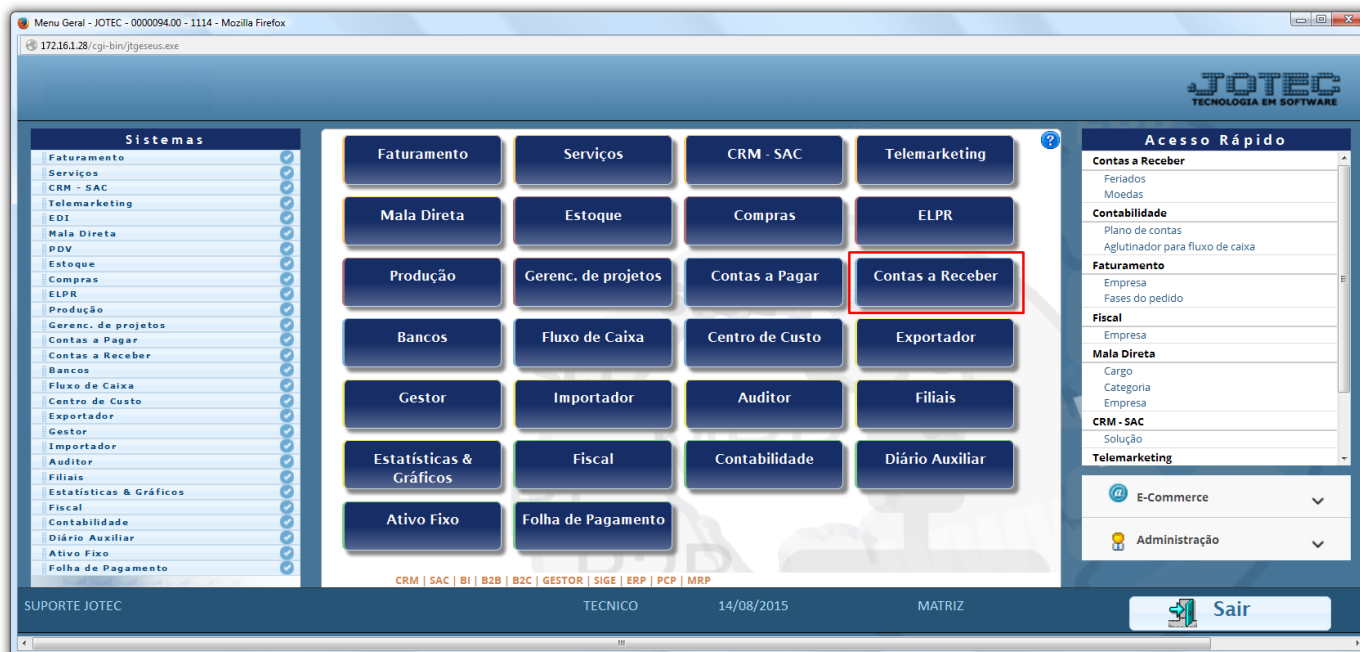 Menu Geral - JOTEC - 0000094.00 - 1114 - Mozilla Firefox
172.16.1.28/cgi-bin/jtgeseus.exe
JOTEC
TECNOLOGIA EM SOFTWARE
Sistemas
Faturamento
Serviços
CRM - SAC
Telemarketing
EDI
Mala Direta
PDV
Estoque
Compras
ELPR
Produção
Gerenc. de projetos
Contas a Pagar
Contas a Receber
Bancos
Fluxo de Caixa
Centro de Custo
Exportador
Gestor
Importador
Auditor
Filiais
Estatísticas & Gráficos
Fiscal
Contabilidade
Diário Auxiliar
Ativo Fixo
Folha de Pagamento
Faturamento
Serviços
CRM - SAC
Telemarketing
Mala Direta
Estoque
Compras
ELPR
Produção
Gerenc. de projetos
Contas a Pagar
Contas a Receber
Bancos
Fluxo de Caixa
Centro de Custo
Exportador
Gestor
Importador
Auditor
Filiais
Estatísticas &
Gráficos
Fiscal
Contabilidade
Diário Auxiliar
Ativo Fixo
Folha de Pagamento
CRM | SAC | BI | B2B | B2C | GESTOR | SIGE | ERP | PCP | MRP
?
Acesso Rápido
Contas a Receber
Feriados
Moedas
Contabilidade
Plano de contas
Aglutinador para fluxo de caixa
Faturamento
Empresa
Fases do pedido
Fiscal
Empresa
Mala Direta
Cargo
Categoria
Empresa
CRM - SAC
Solução
Telemarketing
E-Commerce
Administração
SUPORTE JOTEC
TECNICO
14/08/2015
MATRIZ
Sair